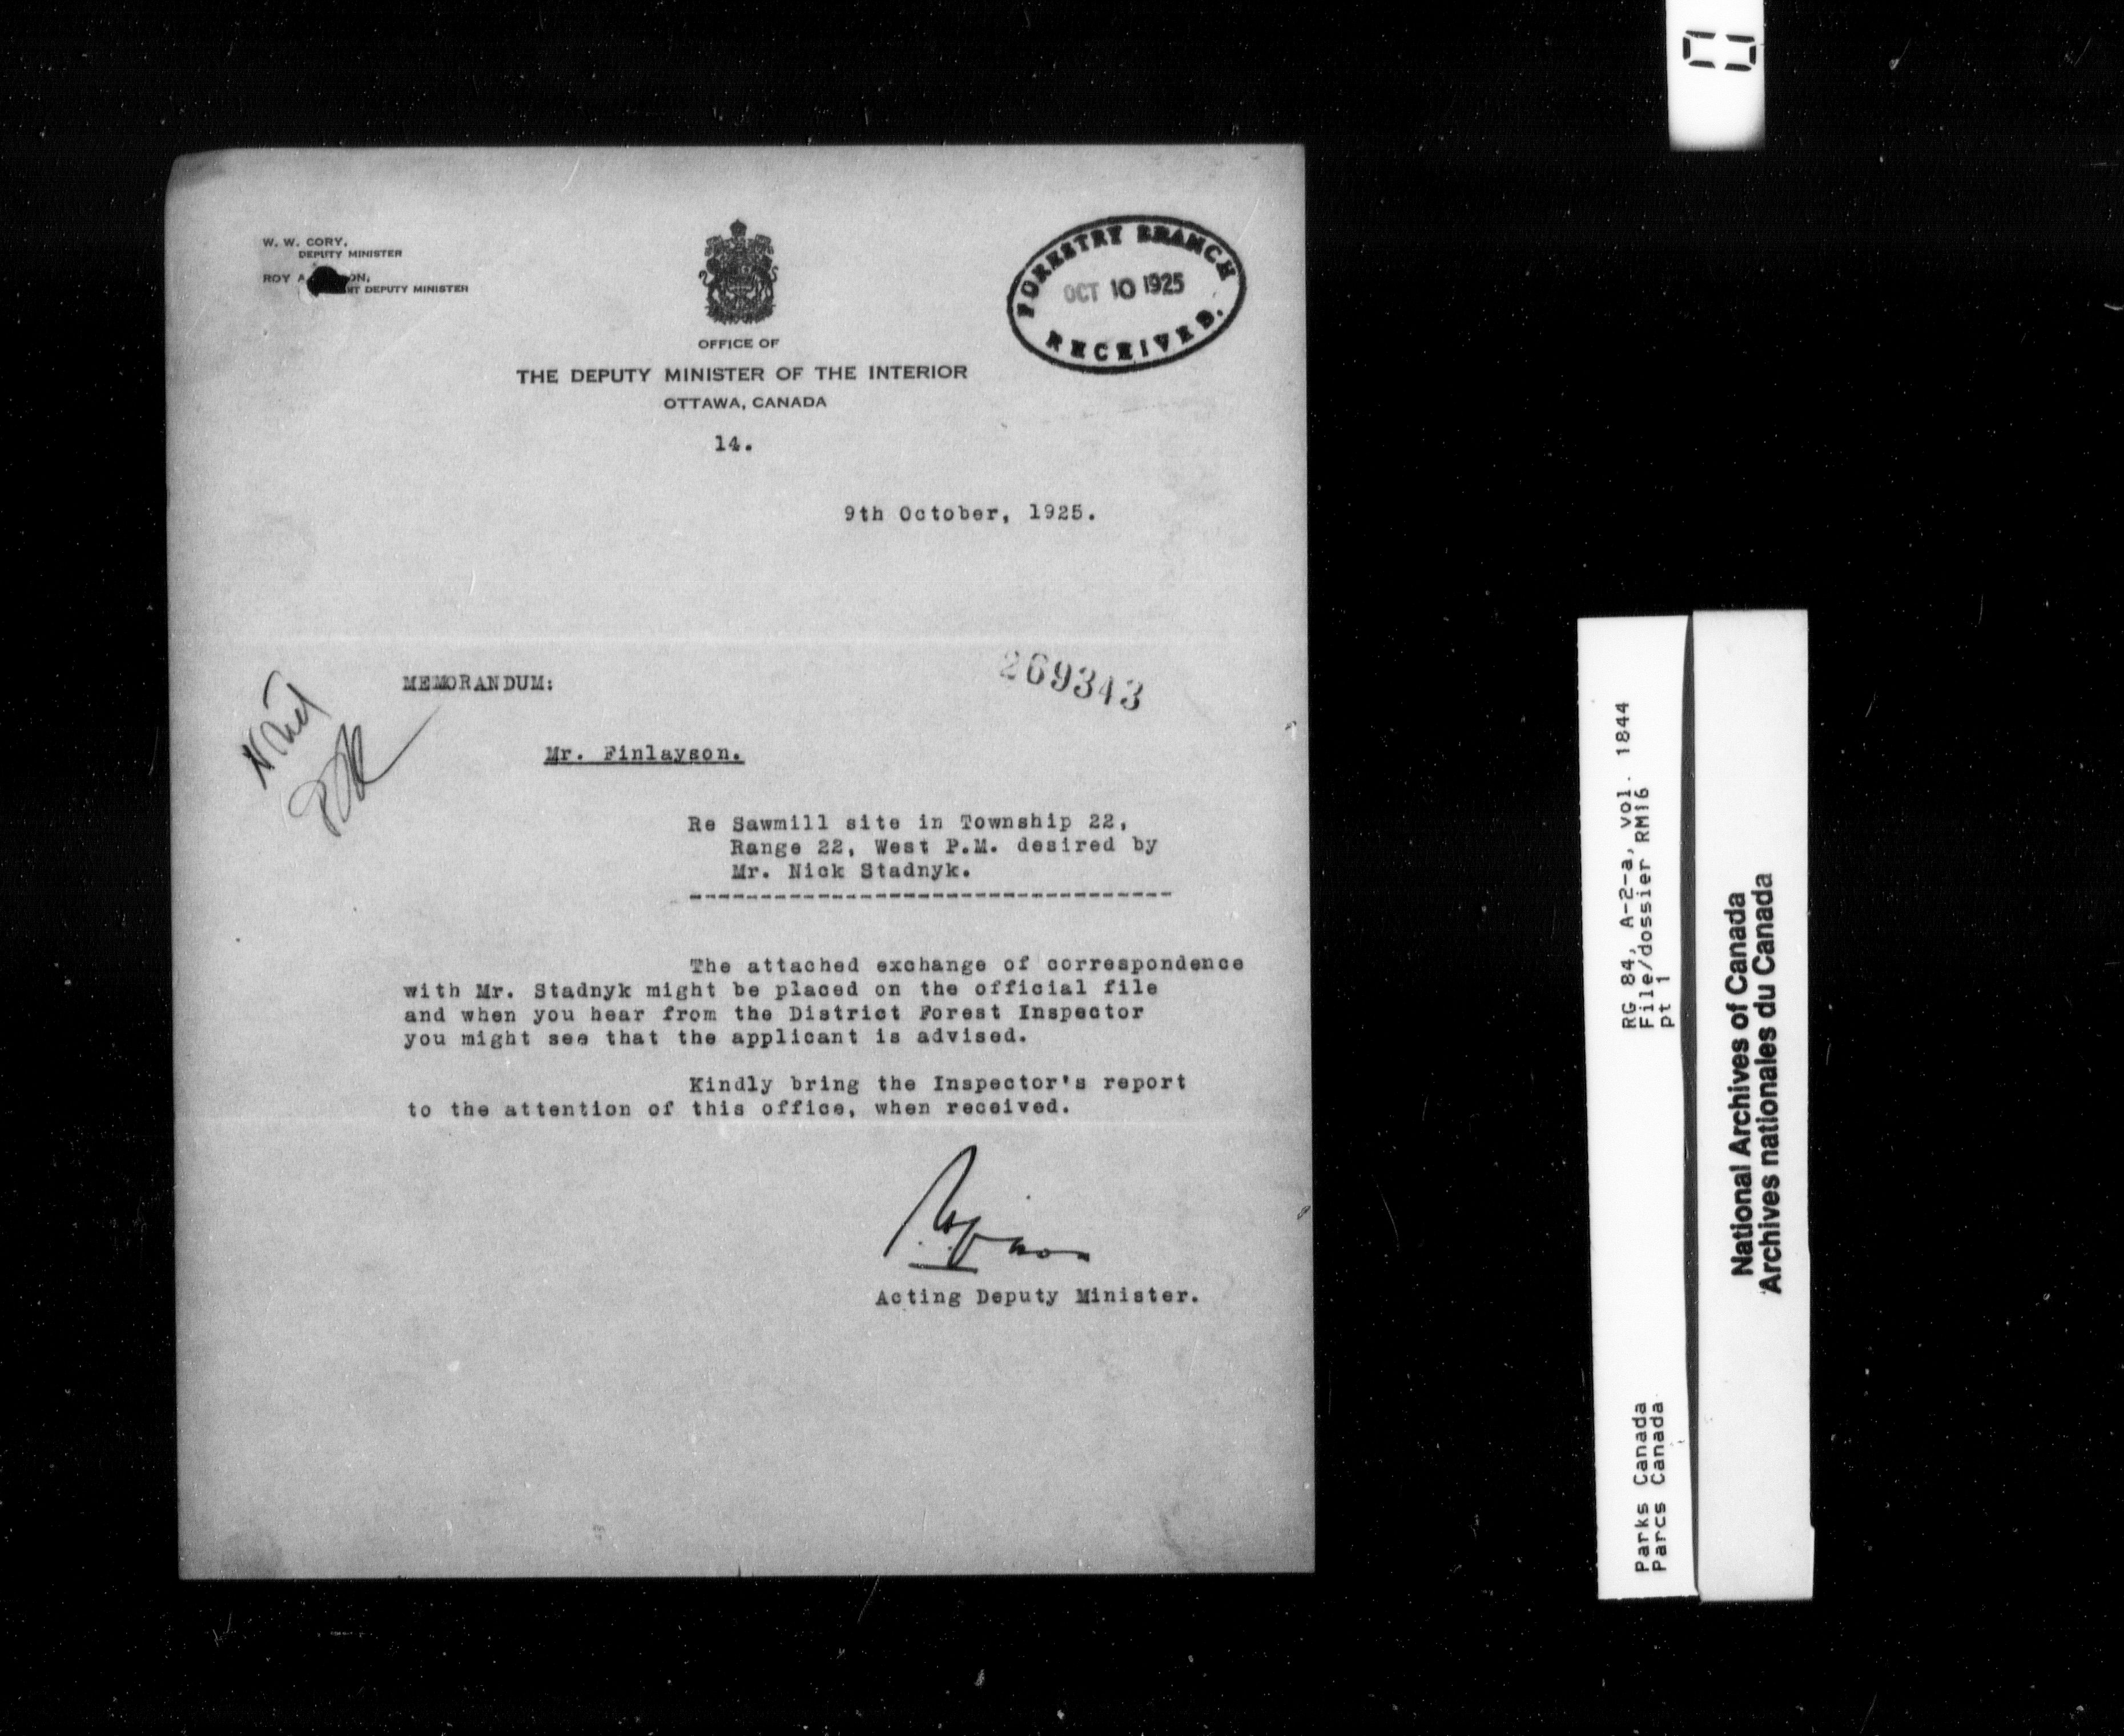 W. W. CORY,
DEPUTY MINISTER
ROY A. ON,
NT DEPUTY MINISTER
FORESTRY BRANCH
OCT 10 1925
RECEIVED.
OFFICE OF
THE DEPUTY MINISTER OF THE INTERIOR
OTTAWA, CANADA
14.
9th October, 1925.
269343
MEMORANDUM:
Noted
Mr. Finlayson.
Re Sawmill site in Township 22,
Range 22, West P.M. desired by
Mr. Nick Stadnyk.
The attached exchange of correspondence
with Mr. Stadnyk might be placed on the official file
and when you hear from the District Forest Inspector
you might see that the applicant is advised.
Kindly bring the Inspector's report
to the attention of this office, when received.
Acting Deputy Minister.
RG 84, A-2-a, vol. 1844
File/dossier RM16
pt 1
Parks Canada
Parcs Canada
National Archives of Canada
Archives nationales du Canada